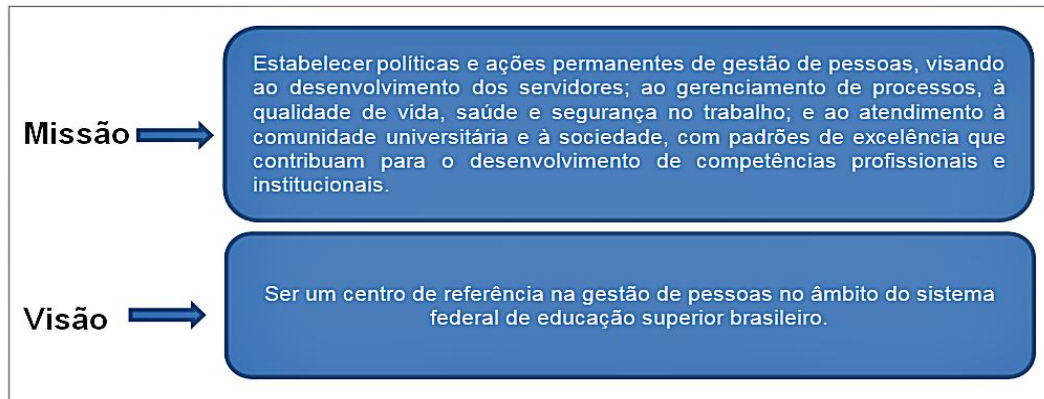 Missão
Estabelecer políticas e ações permanentes de gestão de pessoas, visando
ao desenvolvimento dos servidores; ao gerenciamento de processos, à
qualidade de vida, saúde e segurança no trabalho; e ao atendimento à
comunidade universitária e à sociedade, com padrões de excelência que
contribuam para o desenvolvimento de competências profissionais e
institucionais.
Visão
Ser um centro de referência na gestão de pessoas no âmbito do sistema
federal de educação superior brasileiro.